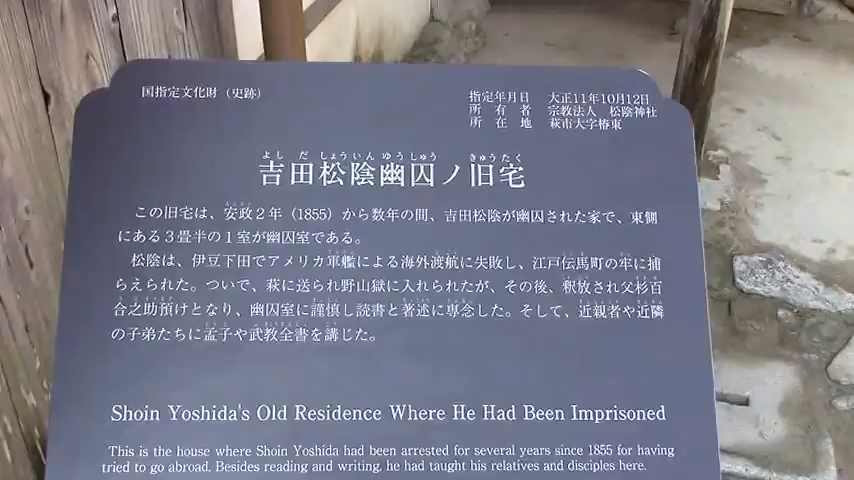 国指定文化財（史跡）
指定年月日 大正11年10月12日
所有者 宗教法人 松陰神社
所在地 萩市大字椿東
よしだしょういんゆうしゅう きゅうたく
吉田松陰幽囚ノ旧宅
この旧宅は、安政２年（1855）から数年の間、吉田松陰が幽囚された家で、東側
にある３畳半の１室が幽囚室である。
松陰は、伊豆下田でアメリカ軍艦による海外渡航に失敗し、江戸伝馬町の牢に捕
らえられた。ついで、萩に送られ野山獄に入れられたが、その後、釈放され父杉百
合之助預けとなり、幽囚室に謹慎し読書と著述に専念した。そして、近親者や近隣
の子弟たちに孟子や武教全書を講じた。
Shoin Yoshida's Old Residence Where He Had Been Imprisoned
This is the house where Shoin Yoshida had been arrested for several years since 1855 for having
tried to go abroad. Besides reading and writing, he had taught his relatives and disciples here.